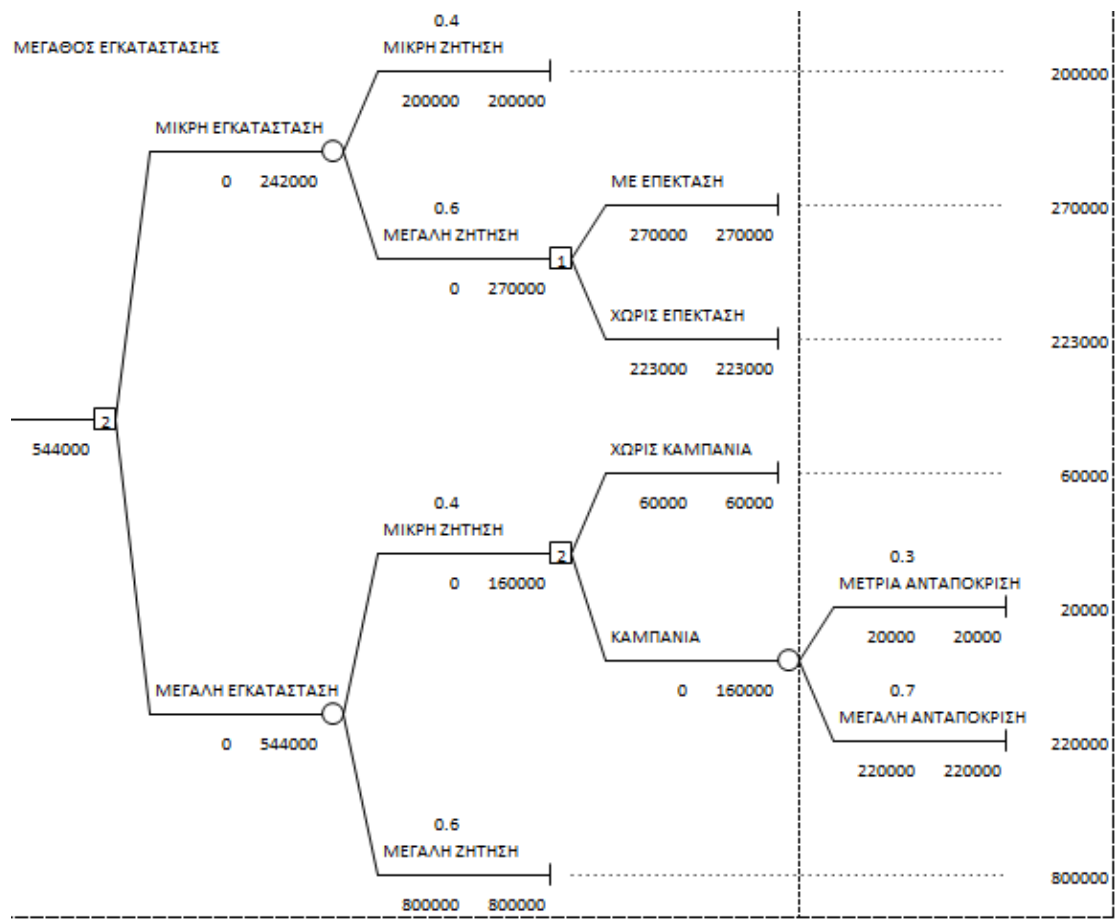 0.4
ΜΕΓΑΘΟΣ ΕΓΚΑΤΑΣΤΑΣΗΣ ΜΙΚΡΗ ΖΗΤΗΣΗ
200000
200000 200000
ΜΙΚΡΗ ΕΓΚΑΤΑΣΤΑΣΗ
ΜΕ ΕΠΕΚΤΑΣΗ
0 242000
0.6 270000
ΜΕΓΑΛΗ ΖΗΤΗΣΗ 270000 270000
1
0 270000
ΧΩΡΙΣ ΕΠΕΚΤΑΣΗ
223000
223000 223000
2
544000
ΧΩΡΙΣ ΚΑΜΠΑΝΙΑ
60000
0.4 60000 60000
ΜΙΚΡΗ ΖΗΤΗΣΗ
2 0.3
0 160000 ΜΕΤΡΙΑ ΑΝΤΑΠΟΚΡΙΣΗ
20000
ΚΑΜΠΑΝΙΑ 20000 20000
ΜΕΓΑΛΗ ΕΓΚΑΤΑΣΤΑΣΗ 0 160000 0.7
ΜΕΓΑΛΗ ΑΝΤΑΠΟΚΡΙΣΗ
0 544000 220000
220000 220000
0.6
ΜΕΓΑΛΗ ΖΗΤΗΣΗ
800000
800000 800000